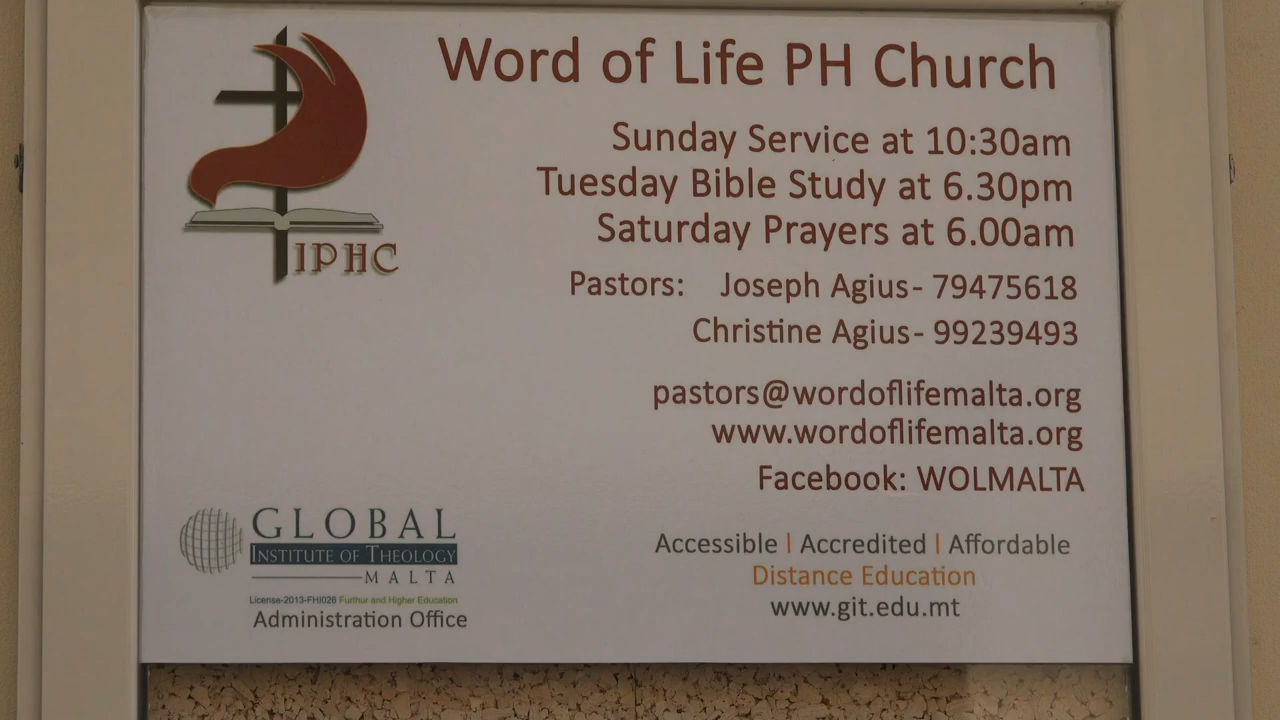 Word of Life PH Church
Sunday Service at 10:30am
Tuesday Bible Study at 6.30pm
Saturday Prayers at 6.00am
IPHC
Pastors: Joseph Agius- 79475618
Christine Agius- 99239493
pastors@wordoflifemalta.org
www.wordoflifemalta.org
Facebook: WOLMALTA
GLOBAL
INSTITUTE OF THEOLOGY
MALTA
License-2013-FHI026 Furthur and Higher Education
Administration Office
Accessible | Accredited | Affordable
Distance Education
www.git.edu.mt